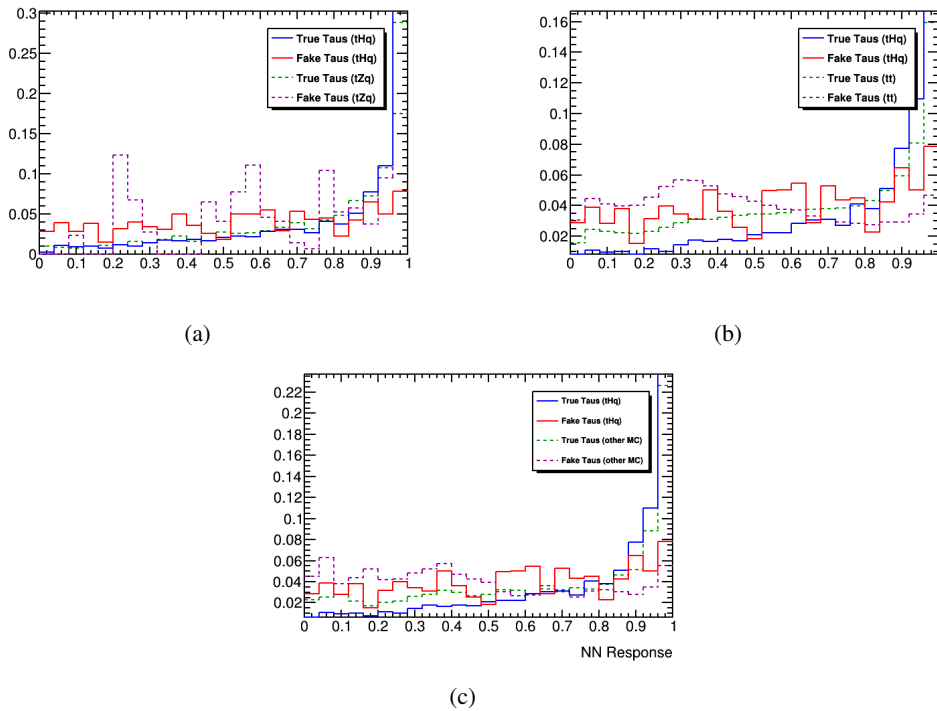 0.3
0.25
0.2
0.15
0.1
0.05
0
0 0.1 0.2 0.3 0.4 0.5 0.6 0.7 0.8 0.9 1
True Taus (tHq)
Fake Taus (tHq)
True Taus (tZq)
Fake Taus (tZq)
(a)
0.16
0.14
0.12
0.1
0.08
0.06
0.04
0.02
0 0.1 0.2 0.3 0.4 0.5 0.6 0.7 0.8 0.9
True Taus (tHq)
Fake Taus (tHq)
True Taus (tt)
Fake Taus (tt)
(b)
0.22
0.2
0.18
0.16
0.14
0.12
0.1
0.08
0.06
0.04
0.02
0 0.1 0.2 0.3 0.4 0.5 0.6 0.7 0.8 0.9 1
True Taus (tHq)
Fake Taus (tHq)
True Taus (other MC)
Fake Taus (other MC)
NN Response
(c)